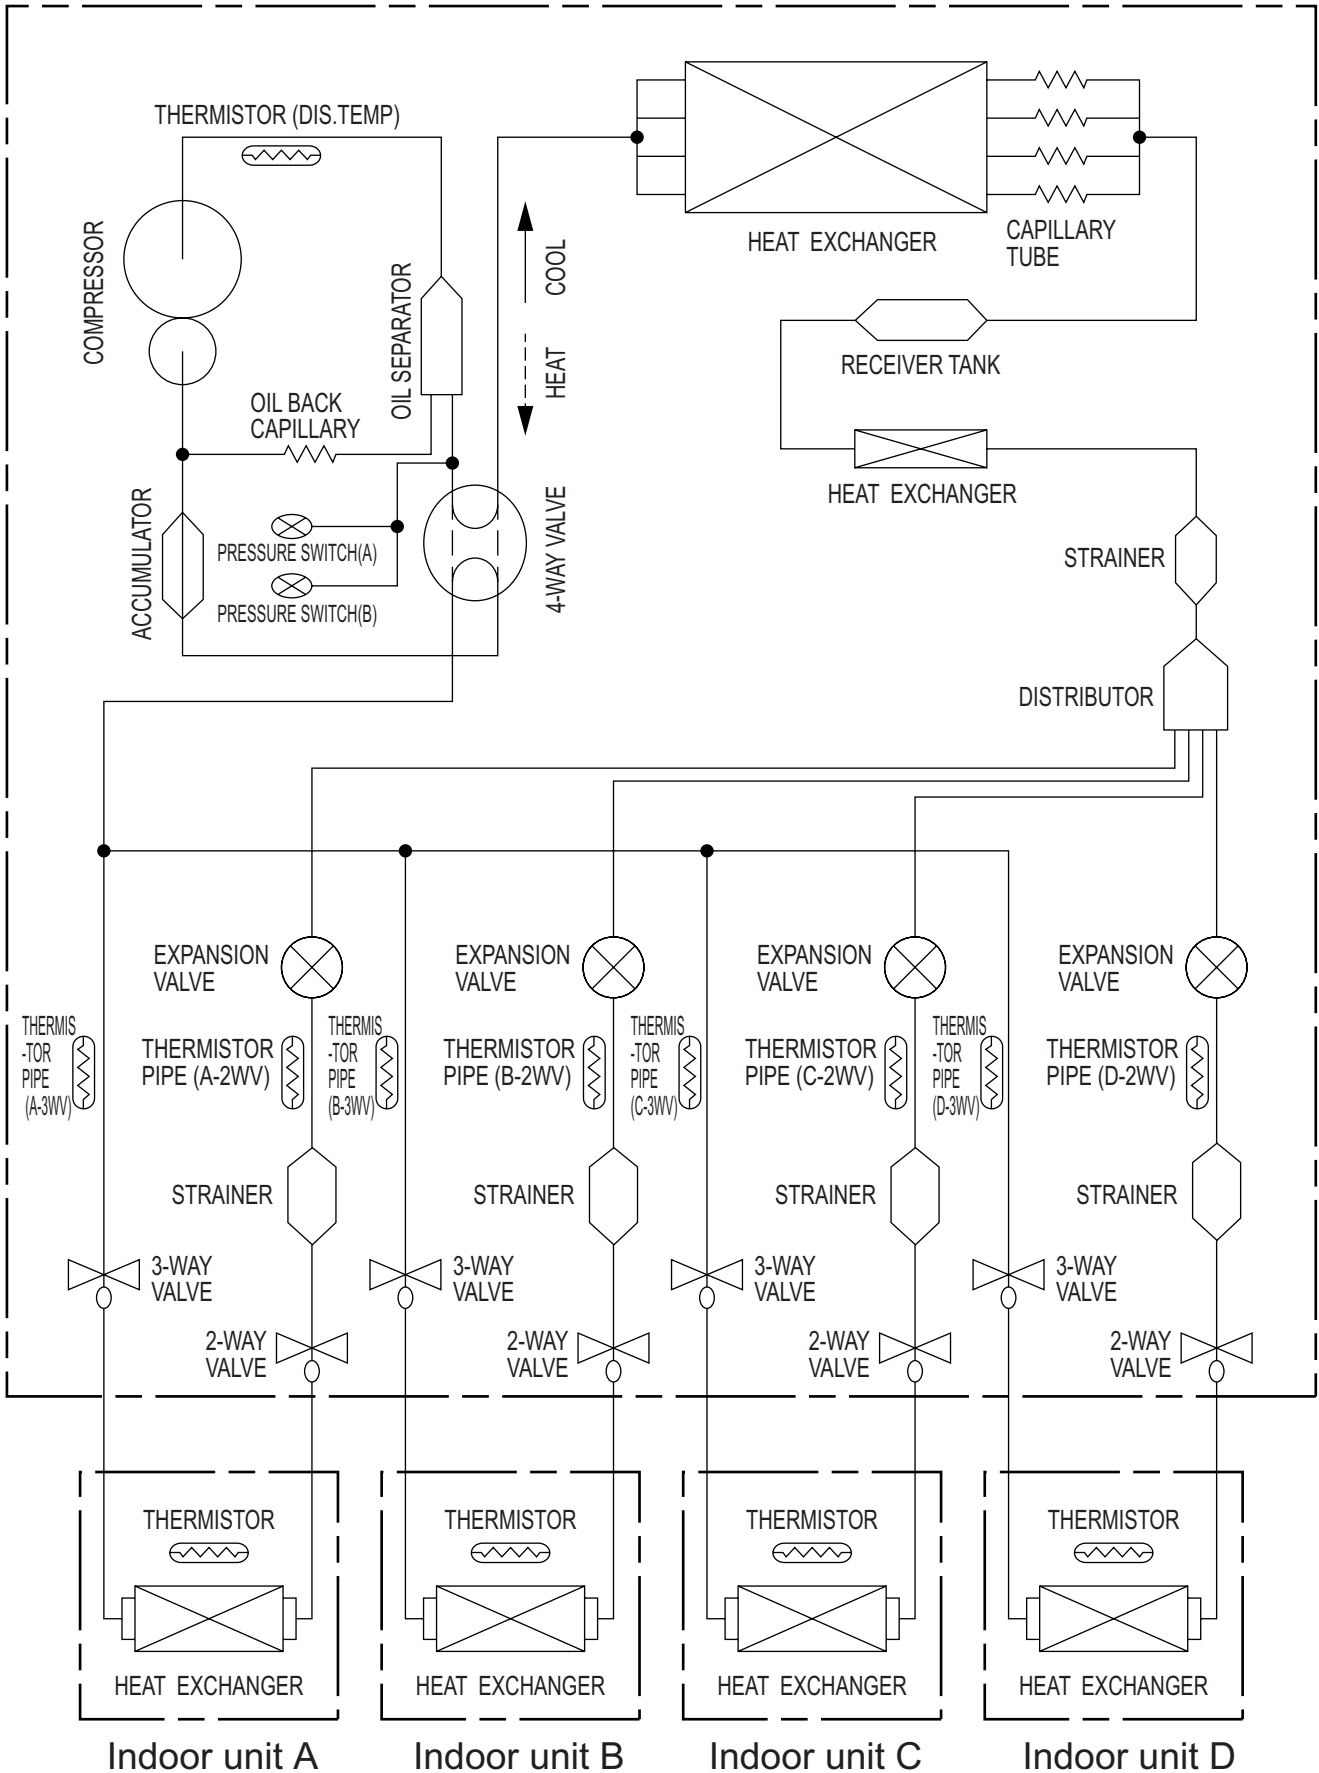 THERMISTOR (DIS.TEMP)
COMPRESSOR
HEAT EXCHANGER
CAPILLARY
TUBE
COOL
HEAT
OIL SEPARATOR
RECEIVER TANK
OIL BACK
CAPILLARY
HEAT EXCHANGER
ACCUMULATOR
PRESSURE SWITCH(A)
PRESSURE SWITCH(B)
4-WAY VALVE
STRAINER
DISTRIBUTOR
EXPANSION
VALVE
EXPANSION
VALVE
EXPANSION
VALVE
EXPANSION
VALVE
THERMIS
-TOR
PIPE
(A-3WV)
THERMISTOR
PIPE (A-2WV)
THERMIS
-TOR
PIPE
(B-3WV)
THERMISTOR
PIPE (B-2WV)
THERMIS
-TOR
PIPE
(C-3WV)
THERMISTOR
PIPE (C-2WV)
THERMIS
-TOR
PIPE
(D-3WV)
THERMISTOR
PIPE (D-2WV)
STRAINER
STRAINER
STRAINER
STRAINER
3-WAY
VALVE
3-WAY
VALVE
3-WAY
VALVE
3-WAY
VALVE
2-WAY
VALVE
2-WAY
VALVE
2-WAY
VALVE
2-WAY
VALVE
THERMISTOR
THERMISTOR
THERMISTOR
THERMISTOR
HEAT EXCHANGER
HEAT EXCHANGER
HEAT EXCHANGER
HEAT EXCHANGER
Indoor unit A
Indoor unit B
Indoor unit C
Indoor unit D